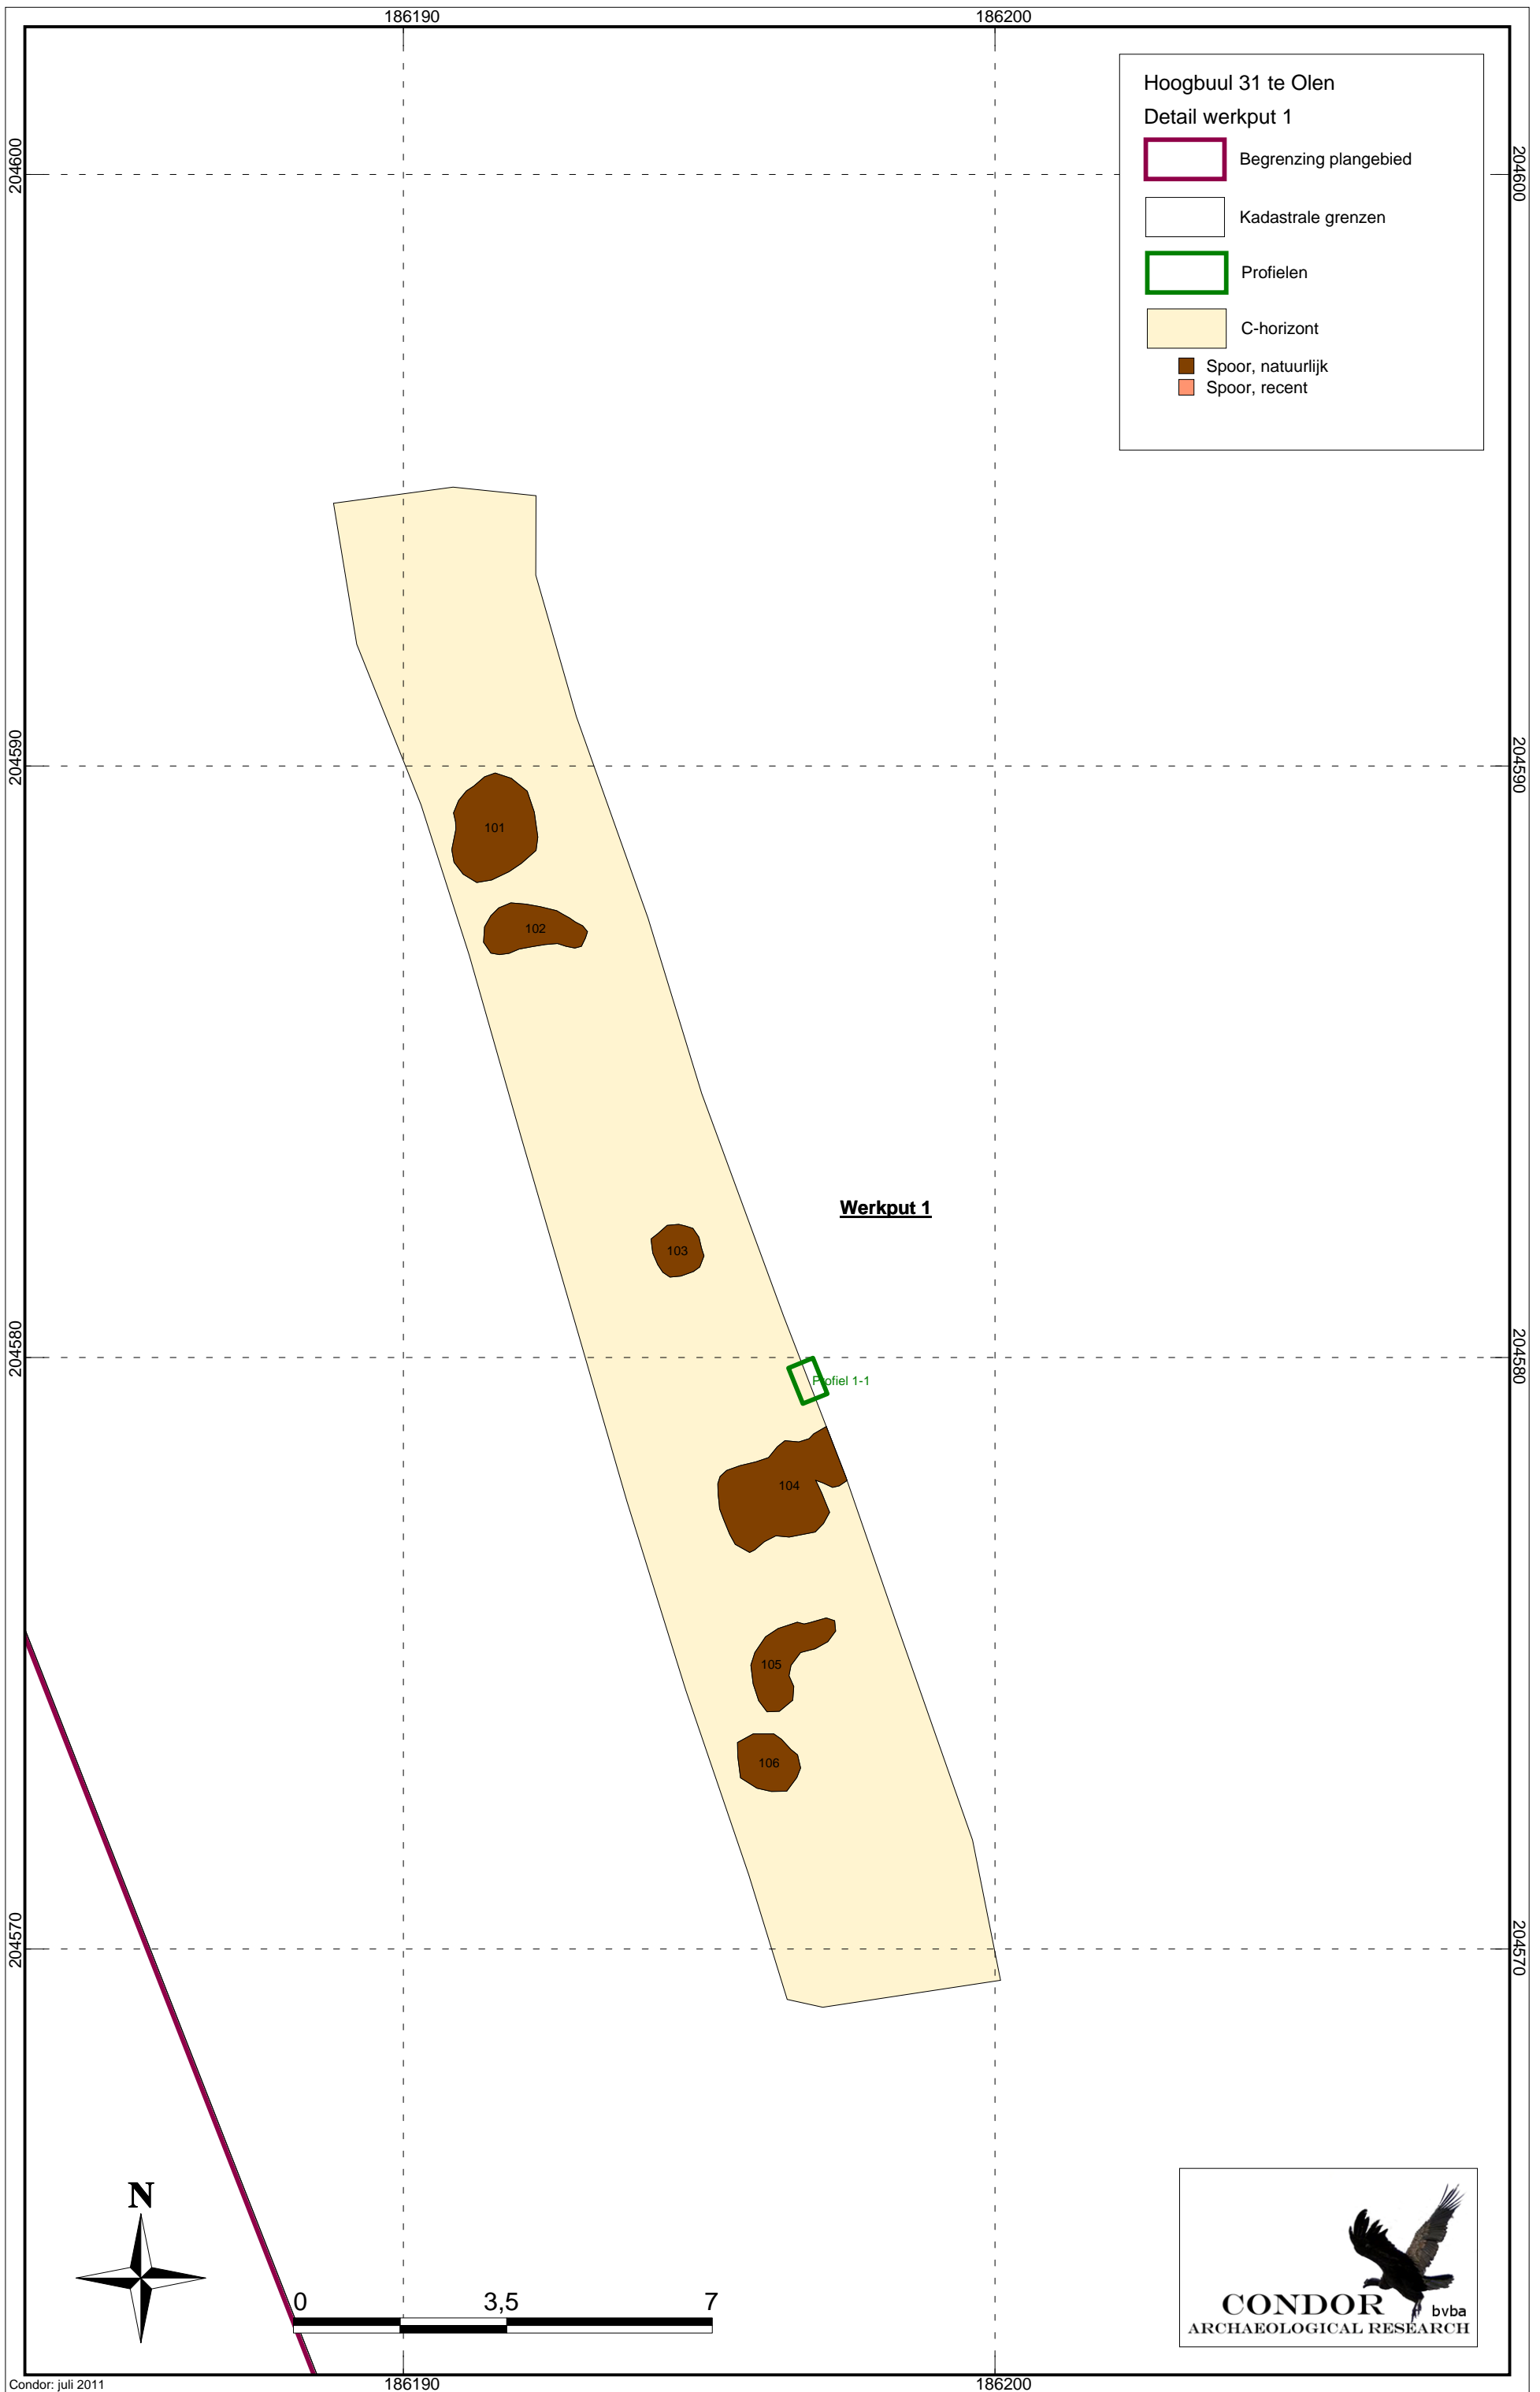 186190
186200
204600
204600
Hoogbuul 31 te Olen
Detail werkput 1
Begrenzing plangebied
Kadastrale grenzen
Profielen
C-horizont
Spoor, natuurlijk
Spoor, recent
204590
204590
101
102
Werkput 1
103
204580
204580
Profiel 1-1
104
105
106
204570
204570
N
0 3,5 7
CONDOR bvba
ARCHAEOLOGICAL RESEARCH
Condor: juli 2011
186190
186200